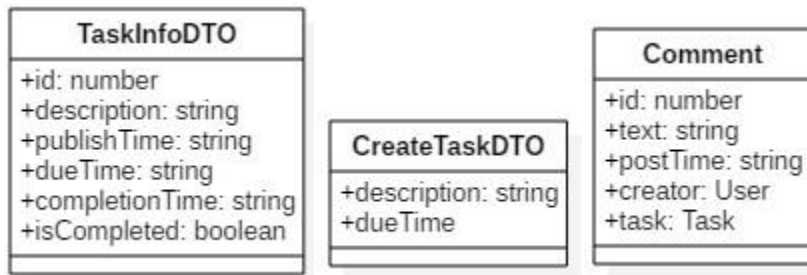 TaskInfoDTO
+id: number
+description: string
+publishTime: string
+dueTime: string
+completionTime: string
+isCompleted: boolean
CreateTaskDTO
+description: string
+dueTime
Comment
+id: number
+text: string
+postTime: string
+creator: User
+task: Task